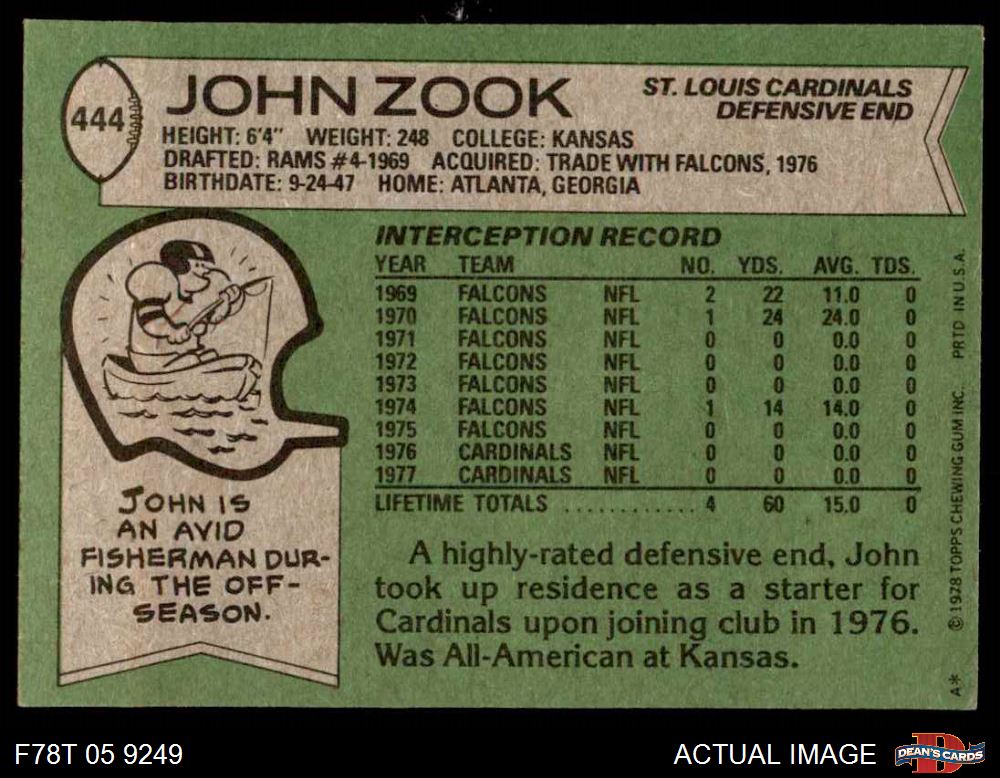 444
JOHN ZOOK
ST. LOUIS CARDINALS
DEFENSIVE END
HEIGHT: 6'4" WEIGHT: 248 COLLEGE: KANSAS
DRAFTED: RAMS #4-1969 ACQUIRED: TRADE WITH FALCONS, 1976
BIRTHDATE: 9-24-47 HOME: ATLANTA, GEORGIA
INTERCEPTION RECORD
YEAR TEAM NO. YDS. AVG. TDS.
1969 FALCONS NFL 2 22 11.0 0
1970 FALCONS NFL 1 24 24.0 0
1971 FALCONS NFL 0 0 0.0 0
1972 FALCONS NFL 0 0 0.0 0
1973 FALCONS NFL 0 0 0.0 0
1974 FALCONS NFL 1 14 14.0 0
1975 FALCONS NFL 0 0 0.0 0
1976 CARDINALS NFL 0 0 0.0 0
1977 CARDINALS NFL 0 0 0.0 0
LIFETIME TOTALS ............ 4 60 15.0 0
JOHN IS
AN AVID
FISHERMAN DUR-
ING THE OFF-
SEASON.
A highly-rated defensive end, John
took up residence as a starter for
Cardinals upon joining club in 1976.
Was All-American at Kansas.
A* © 1978 TOPPS CHEWING GUM INC. PRTD IN U.S.A.
F78T 05 9249
ACTUAL IMAGE
DEAN'S CARDS